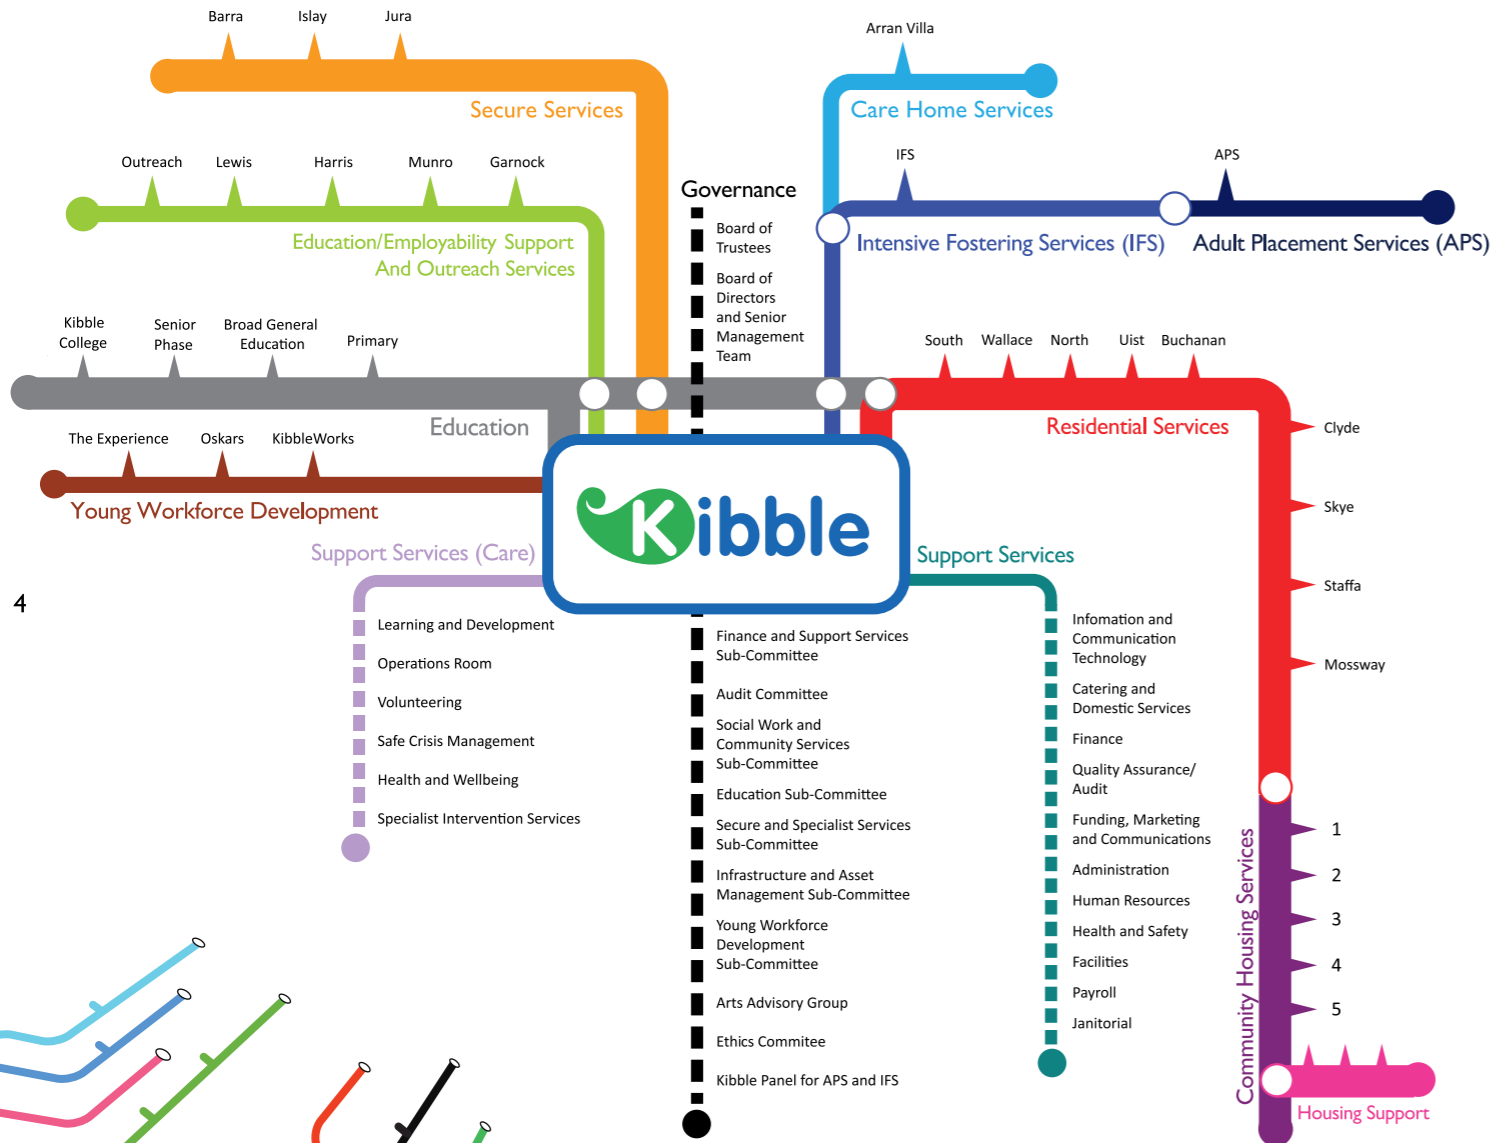 Barra
Islay
Jura
Secure Services
Arran Villa
Care Home Services
Outreach
Lewis
Harris
Munro
Garnock
Education/Employability Support
And Outreach Services
Governance
Board of
Trustees
Board of
Directors
and Senior
Management
Team
IFS
APS
Intensive Fostering Services (IFS)
Adult Placement Services (APS)
Kibble
College
Senior
Phase
Broad General
Education
Primary
Education
South
Wallace
North
Uist
Buchanan
Residential Services
Clyde
Skye
Staffa
Mossway
The Experience
Oskars
KibbleWorks
Young Workforce Development
Kibble
Support Services (Care)
Learning and Development
Operations Room
Volunteering
Safe Crisis Management
Health and Wellbeing
Specialist Intervention Services
4
Finance and Support Services
Sub-Committee
Audit Committee
Social Work and
Community Services
Sub-Committee
Education Sub-Committee
Secure and Specialist Services
Sub-Committee
Infrastructure and Asset
Management Sub-Committee
Young Workforce
Development
Sub-Committee
Arts Advisory Group
Ethics Commitee
Kibble Panel for APS and IFS
Support Services
Infomation and
Communication
Technology
Catering and
Domestic Services
Finance
Quality Assurance/
Audit
Funding, Marketing
and Communications
Administration
Human Resources
Health and Safety
Facilities
Payroll
Janitorial
Community Housing Services
1
2
3
4
5
Housing Support